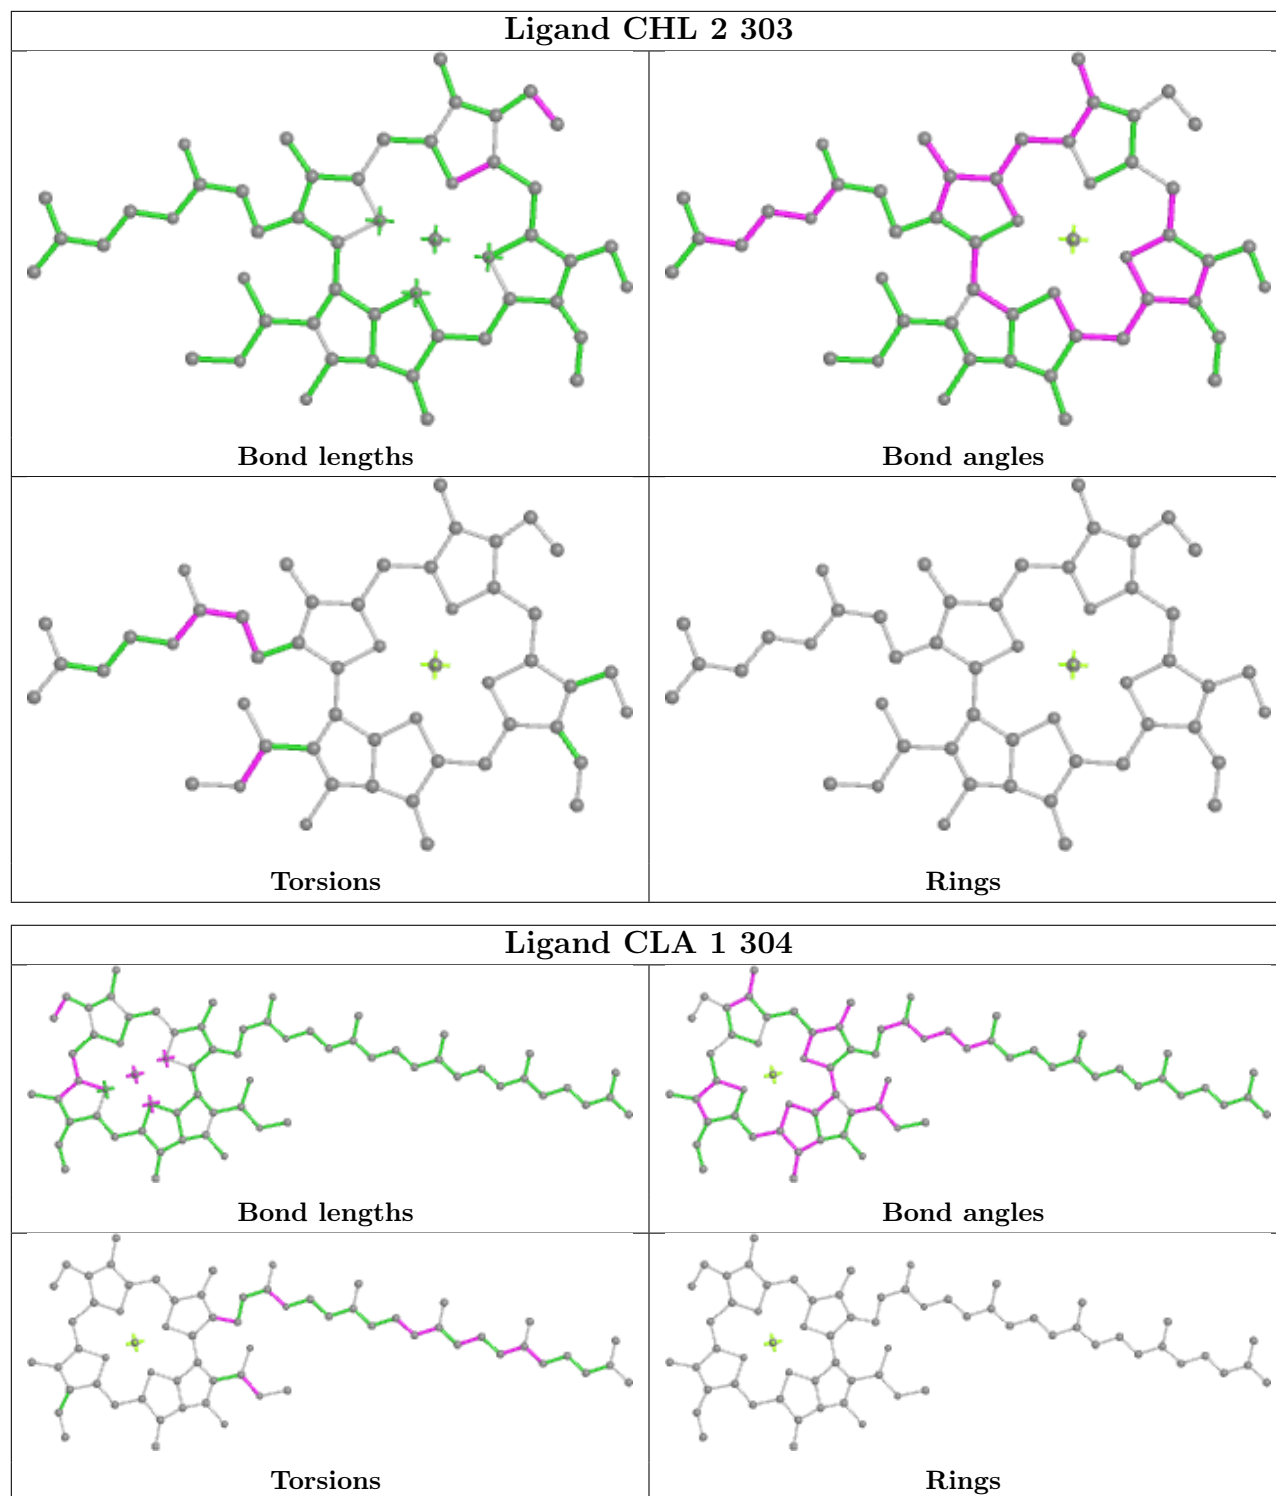 Ligand CHL 2 303
Bond lengths
Bond angles
Torsions
Rings
Ligand CLA 1 304
Bond lengths
Bond angles
Torsions
Rings